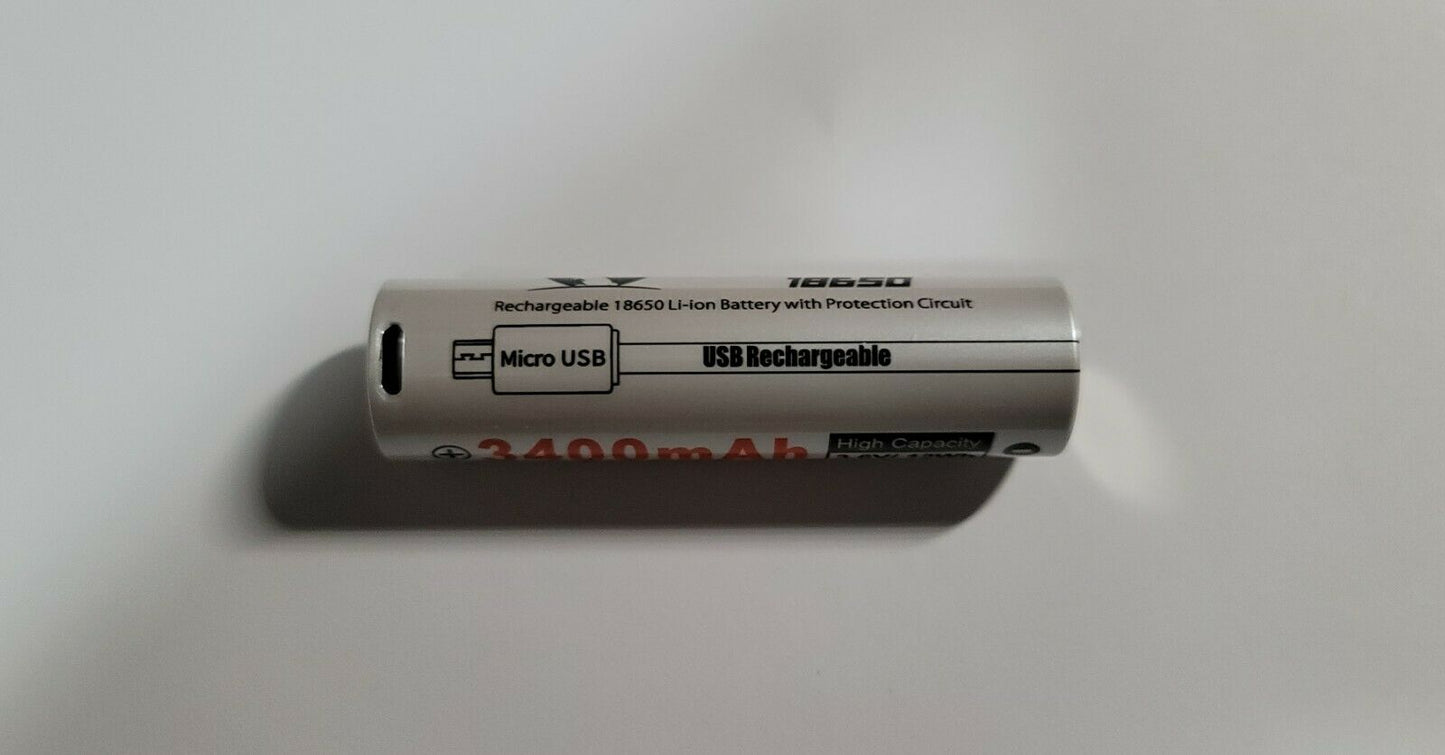 18650
Rechargeable 18650 Li-ion Battery with Protection Circuit
Micro USB
USB Rechargeable
3400mAh
High Capacity